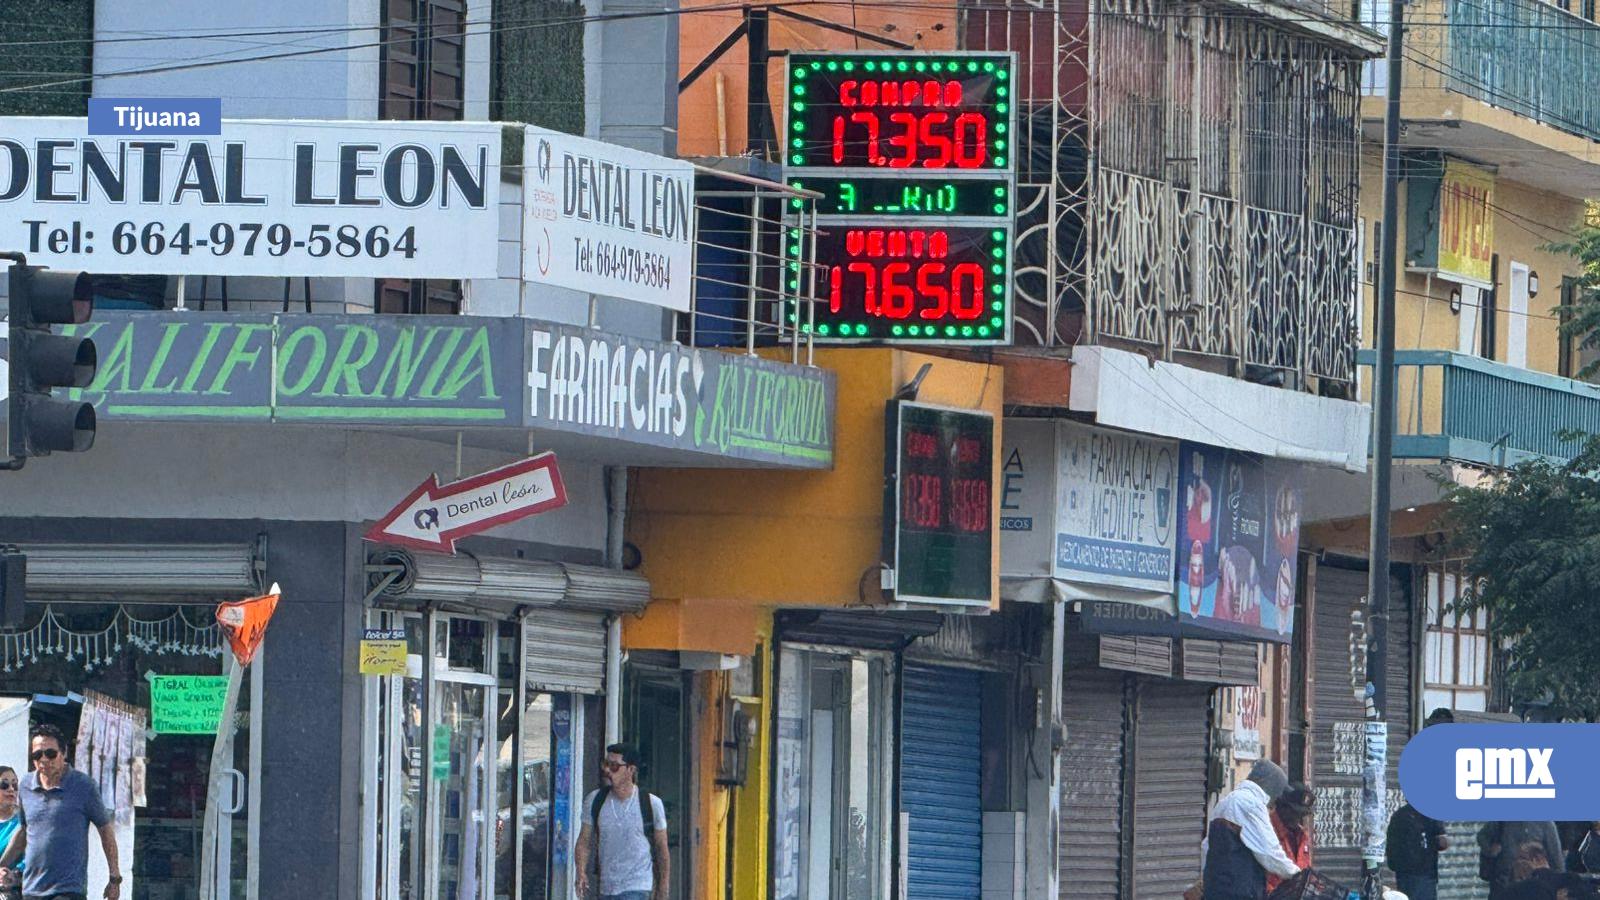 Tijuana
DENTAL LEON
Tel: 664-979-5864
DENTAL LEON
Tel: 664-979-5864
COMPRA
17.350
VENTA
17.650
HOTEL
KALIFORNIA
FARMACIAS
KALIFORNIA
Dental león.
FARMACIA
MEDILIFE
MEDICAMENTO DE PATENTE Y GENERICOS
FRONTIER
emx